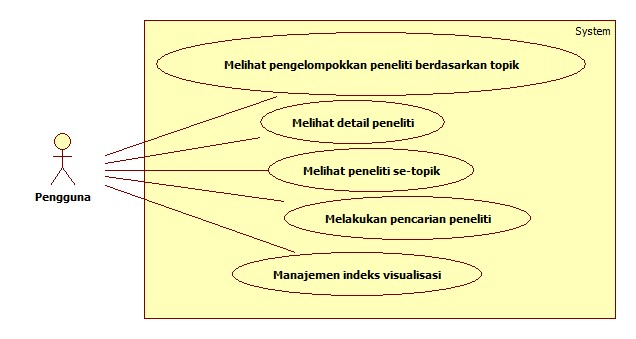 System
Melihat pengelompokkan peneliti berdasarkan topik
Melihat detail peneliti
Melihat peneliti se-topik
Pengguna
Melakukan pencarian peneliti
Manajemen indeks visualisasi